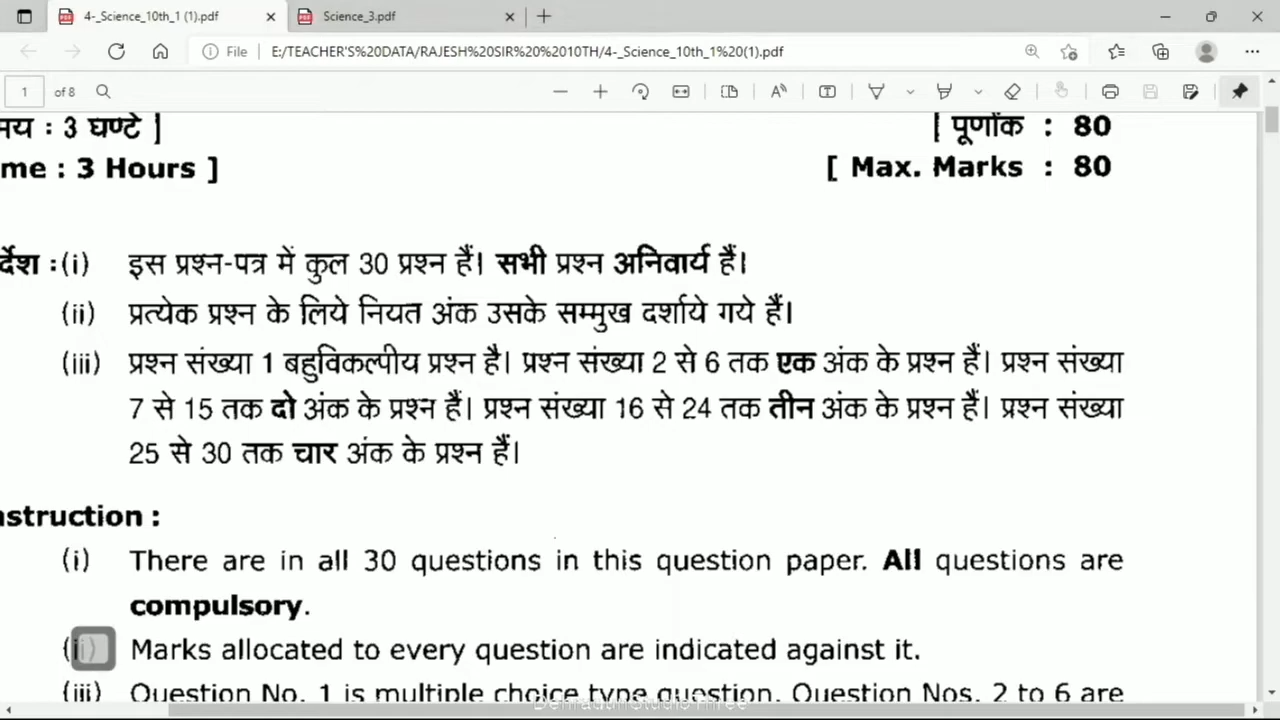 4-_Science_10th_1 (1).pdf
Science_3.pdf
File E:/TEACHER'S%20DATA/RAJESH%20SIR%20%2010TH/4-_Science_10th_1%20(1).pdf
1 of 8
मय : 3 घण्टे ] [ पूर्णांक : 80
me : 3 Hours ] [ Max. Marks : 80
र्देश : (i) इस प्रश्न-पत्र में कुल 30 प्रश्न हैं। सभी प्रश्न अनिवार्य हैं।
(ii) प्रत्येक प्रश्न के लिये नियत अंक उसके सम्मुख दर्शाये गये हैं।
(iii) प्रश्न संख्या 1 बहुविकल्पीय प्रश्न है। प्रश्न संख्या 2 से 6 तक एक अंक के प्रश्न हैं। प्रश्न संख्या
7 से 15 तक दो अंक के प्रश्न हैं। प्रश्न संख्या 16 से 24 तक तीन अंक के प्रश्न हैं। प्रश्न संख्या
25 से 30 तक चार अंक के प्रश्न हैं।
nstruction :
(i) There are in all 30 questions in this question paper. All questions are
compulsory.
(ii) Marks allocated to every question are indicated against it.
(iii) Question No. 1 is multiple choice type question. Question Nos. 2 to 6 are